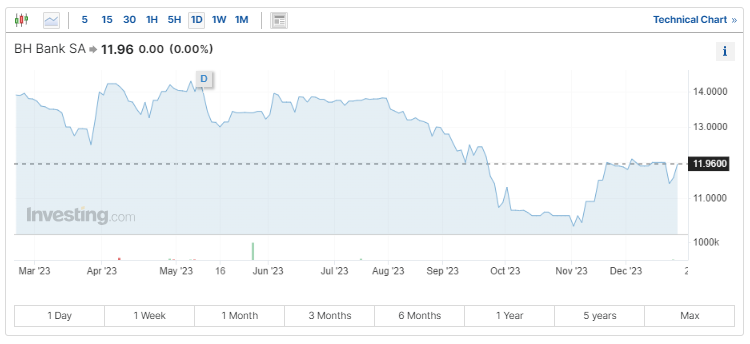 5 15 30 1H 5H 1D 1W 1M Technical Chart »
BH Bank SA 11.96 0.00 (0.00%)
i
D
14.0000
13.0000
11.9600
11.0000
Investing.com
1000k
Mar '23 Apr '23 May '23 16 Jun '23 Jul '23 Aug '23 Sep '23 Oct '23 Nov '23 Dec '23 2
1 Day 1 Week 1 Month 3 Months 6 Months 1 Year 5 years Max